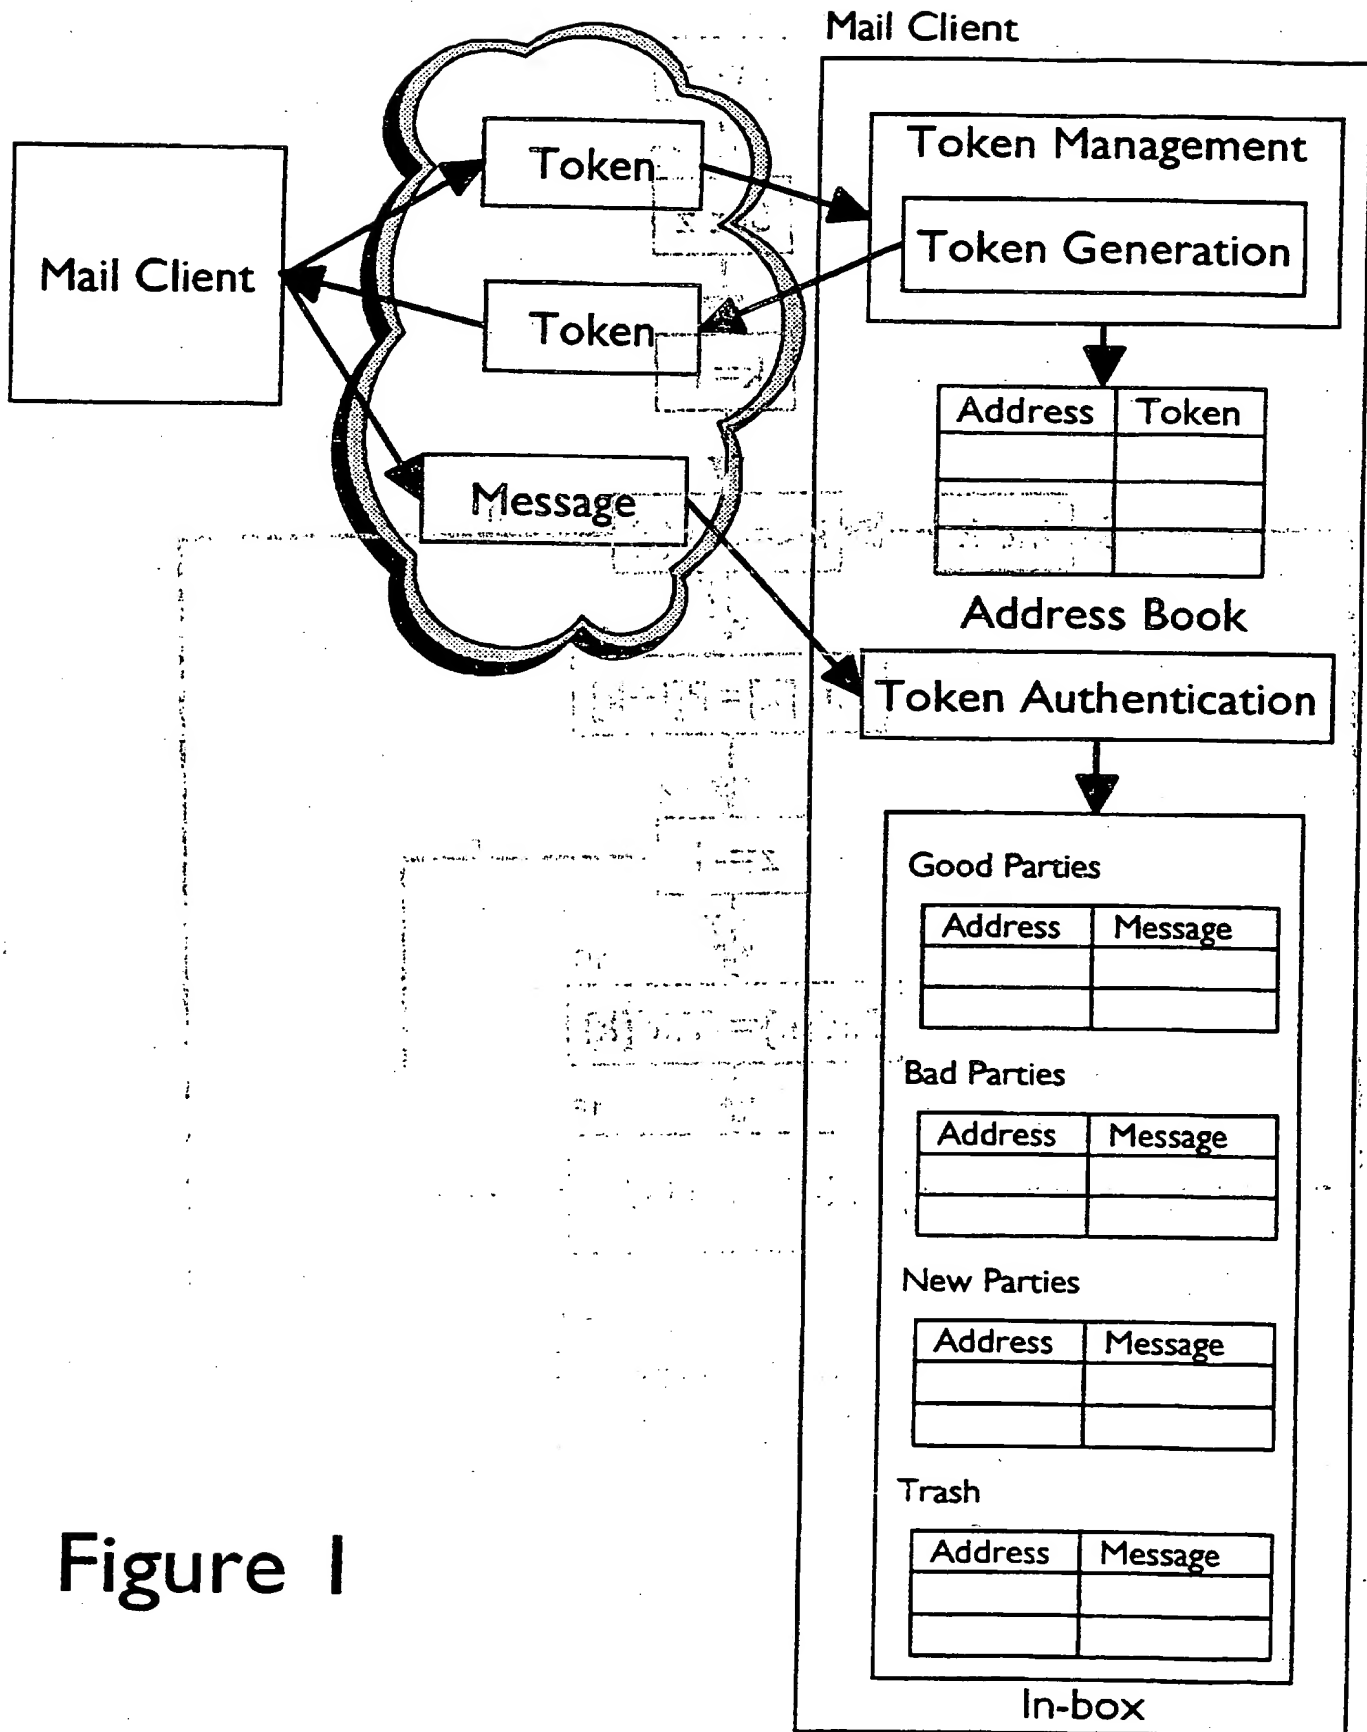 Mail Client
Token Management
Token
Token Generation
Mail Client
Token
Address Token
Message
Address Book
Token Authentication
Good Parties
Address Message
Bad Parties
Address Message
New Parties
Address Message
Trash
Address Message
Figure 1
In-box